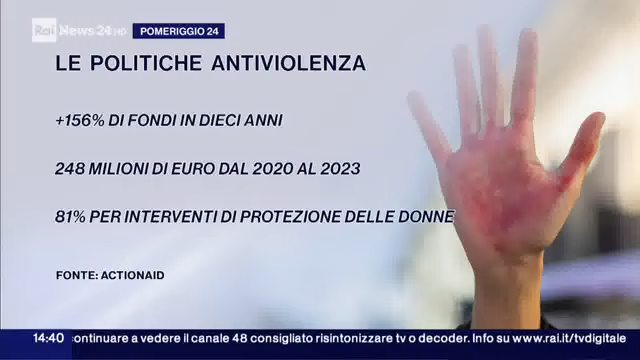 Rai News24 HD POMERIGGIO 24
LE POLITICHE ANTIVIOLENZA
+156% DI FONDI IN DIECI ANNI
248 MILIONI DI EURO DAL 2020 AL 2023
81% PER INTERVENTI DI PROTEZIONE DELLE DONNE
FONTE: ACTIONAID
14:40 continuare a vedere il canale 48 consigliato risintonizzare tv o decoder. Info su www.rai.it/tvdigitale